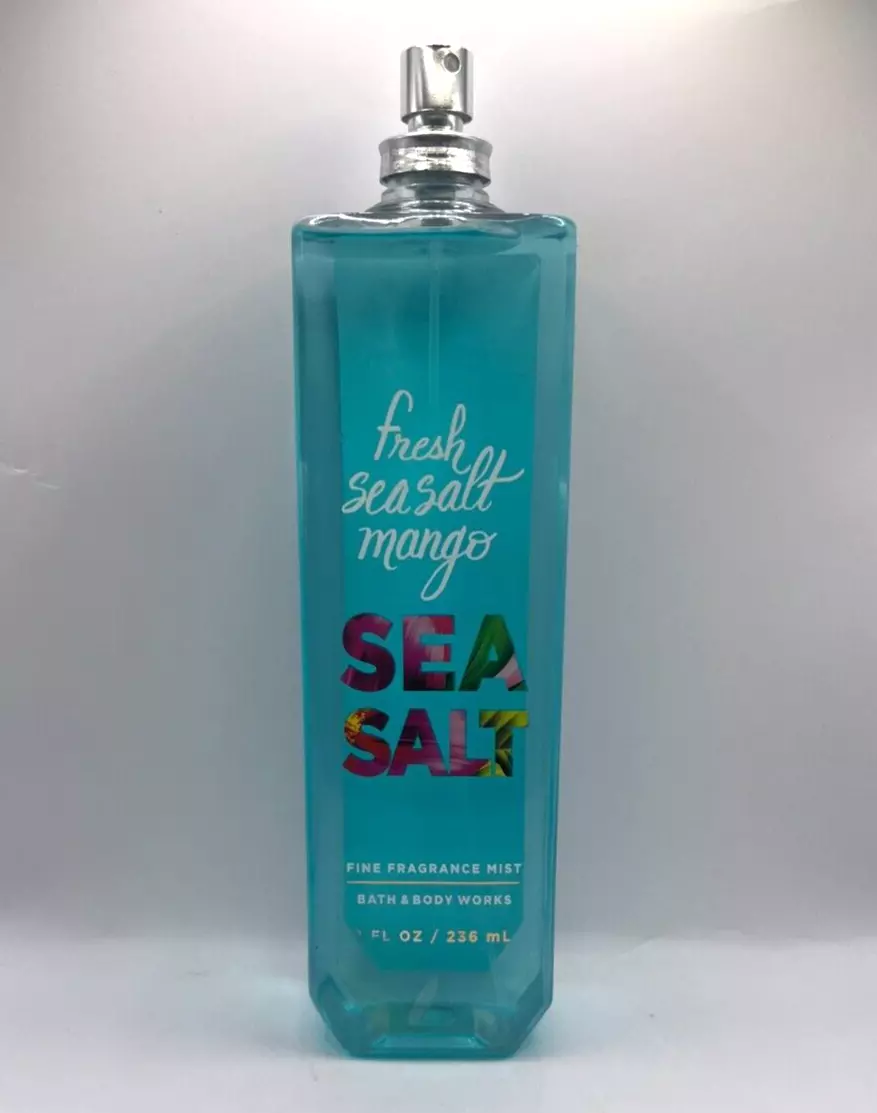 fresh
sea salt
mango
SEA
SALT
FINE FRAGRANCE MIST
BATH & BODY WORKS
FL OZ / 236 mL